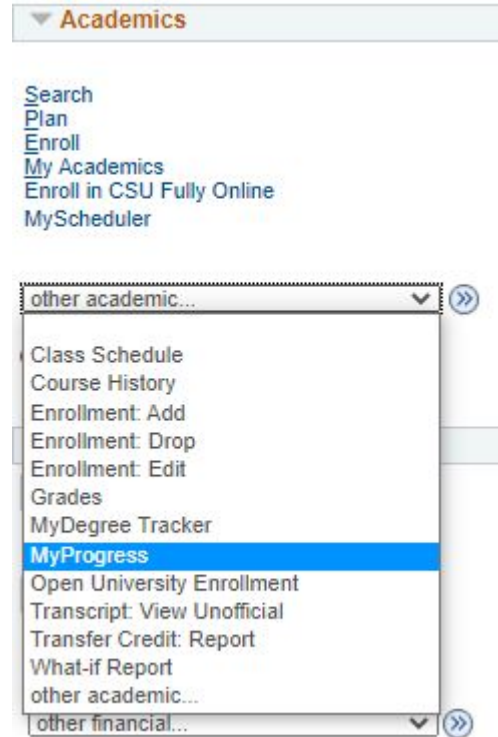 Academics
Search
Plan
Enroll
My Academics
Enroll in CSU Fully Online
MyScheduler
other academic...
Class Schedule
Course History
Enrollment: Add
Enrollment: Drop
Enrollment: Edit
Grades
MyDegree Tracker
MyProgress
Open University Enrollment
Transcript: View Unofficial
Transfer Credit: Report
What-if Report
other academic...
other financial...